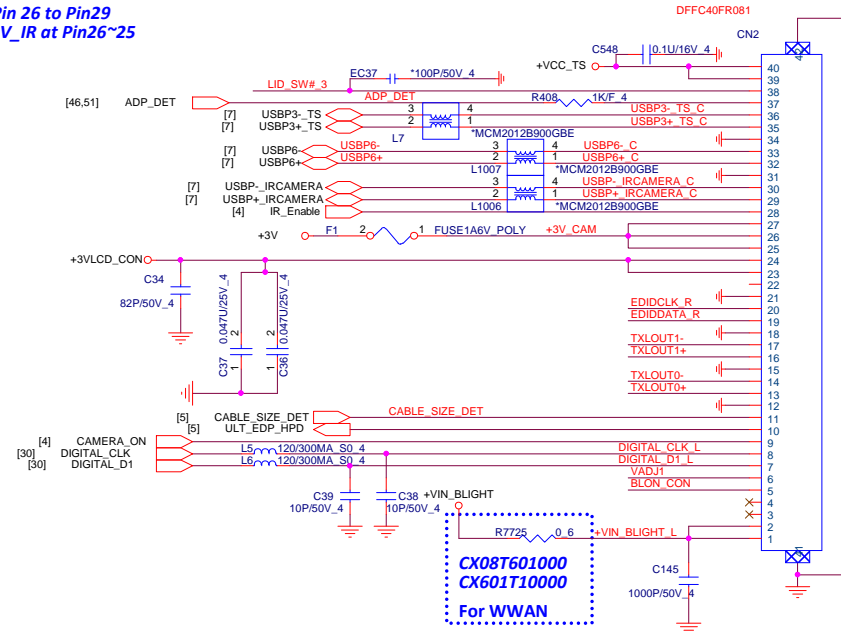 Pin 26 to Pin29
V_IR at Pin26~25
DFFC40FR081
CN2
C548 0.1U/16V_4
+VCC_TS
EC37 *100P/50V_4
LID_SW#_3
[46,51] ADP_DET ADP_DET R408 1K/F_4
[7] USBP3-_TS 3 4 USBP3-_TS_C
[7] USBP3+_TS 2 1 USBP3+_TS_C
L7 *MCM2012B900GBE
[7] USBP6- USBP6- 3 4 USBP6-_C
[7] USBP6+ USBP6+ 2 1 USBP6+_C
L1007 *MCM2012B900GBE
[7] USBP-_IRCAMERA 3 4 USBP-_IRCAMERA_C
[7] USBP+_IRCAMERA 2 1 USBP+_IRCAMERA_C
[4] IR_Enable L1006 *MCM2012B900GBE
+3V F1 2 1 FUSE1A6V_POLY +3V_CAM
+3VLCD_CON
C34
82P/50V_4
0.047U/25V_4
0.047U/25V_4
2 2
1 1
C37
C36
EDIDCLK_R
EDIDDATA_R
TXLOUT1-
TXLOUT1+
TXLOUT0-
TXLOUT0+
[5] CABLE_SIZE_DET CABLE_SIZE_DET
[5] ULT_EDP_HPD
[4] CAMERA_ON
[30] DIGITAL_CLK L5 120/300MA_S0_4 DIGITAL_CLK_L
[30] DIGITAL_D1 L6 120/300MA_S0_4 DIGITAL_D1_L
VADJ1
BLON_CON
C39
10P/50V_4
C38
10P/50V_4
+VIN_BLIGHT
R7725 0_6 +VIN_BLIGHT_L
CX08T601000
CX601T10000
For WWAN
C145
1000P/50V_4
40
39
38
37
36
35
34
33
32
31
30
29
28
27
26
25
24
23
22
21
20
19
18
17
16
15
14
13
12
11
10
9
8
7
6
5
4
3
2
1